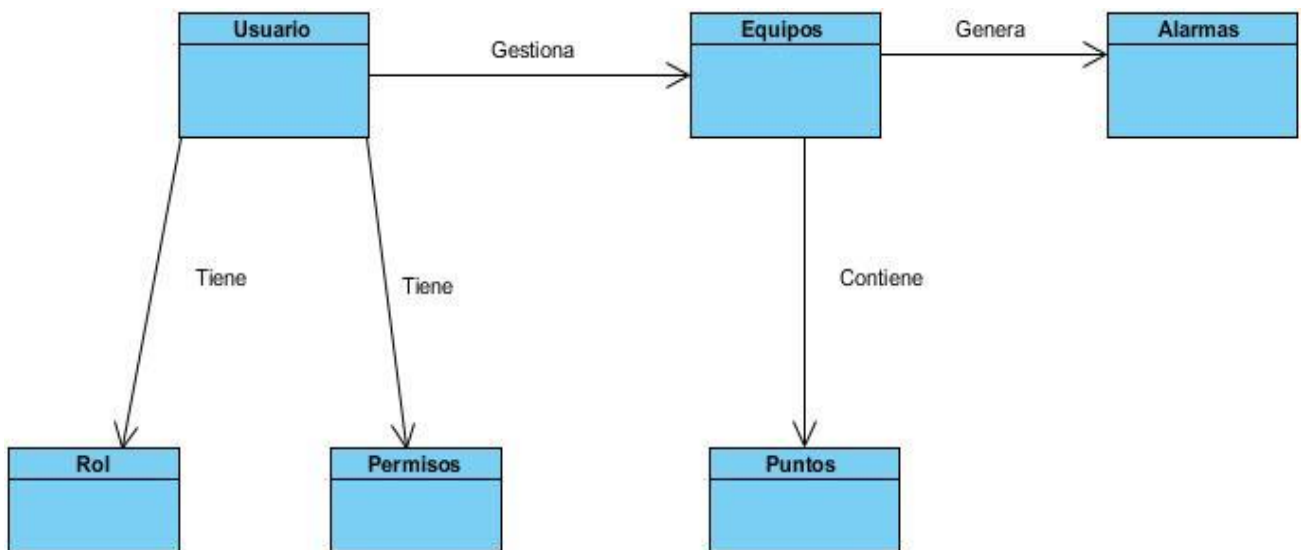 Usuario
Equipos
Alarmas
Gestiona
Genera
Tiene
Tiene
Contiene
Rol
Permisos
Puntos